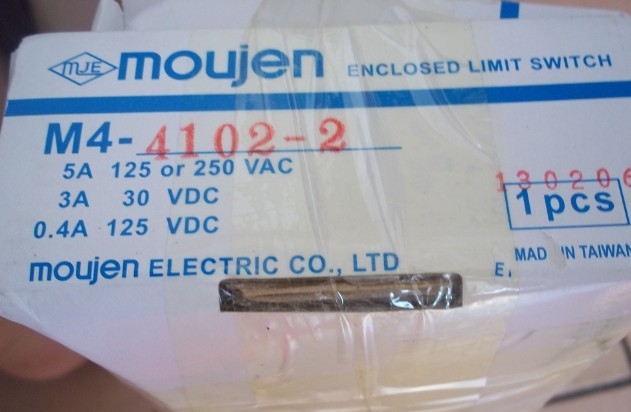 MJE moujen ENCLOSED LIMIT SWITCH
M4-4102-2
5A 125 or 250 VAC
3A 30 VDC
0.4A 125 VDC
130206
1pcs
moujen ELECTRIC CO., LTD
MAD IN TAIWAN